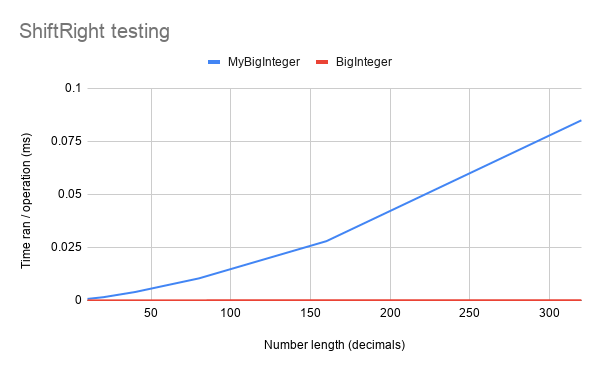 ShiftRight testing
MyBigInteger BigInteger
Time ran / operation (ms)
0.1
0.075
0.05
0.025
0
50 100 150 200 250 300
Number length (decimals)